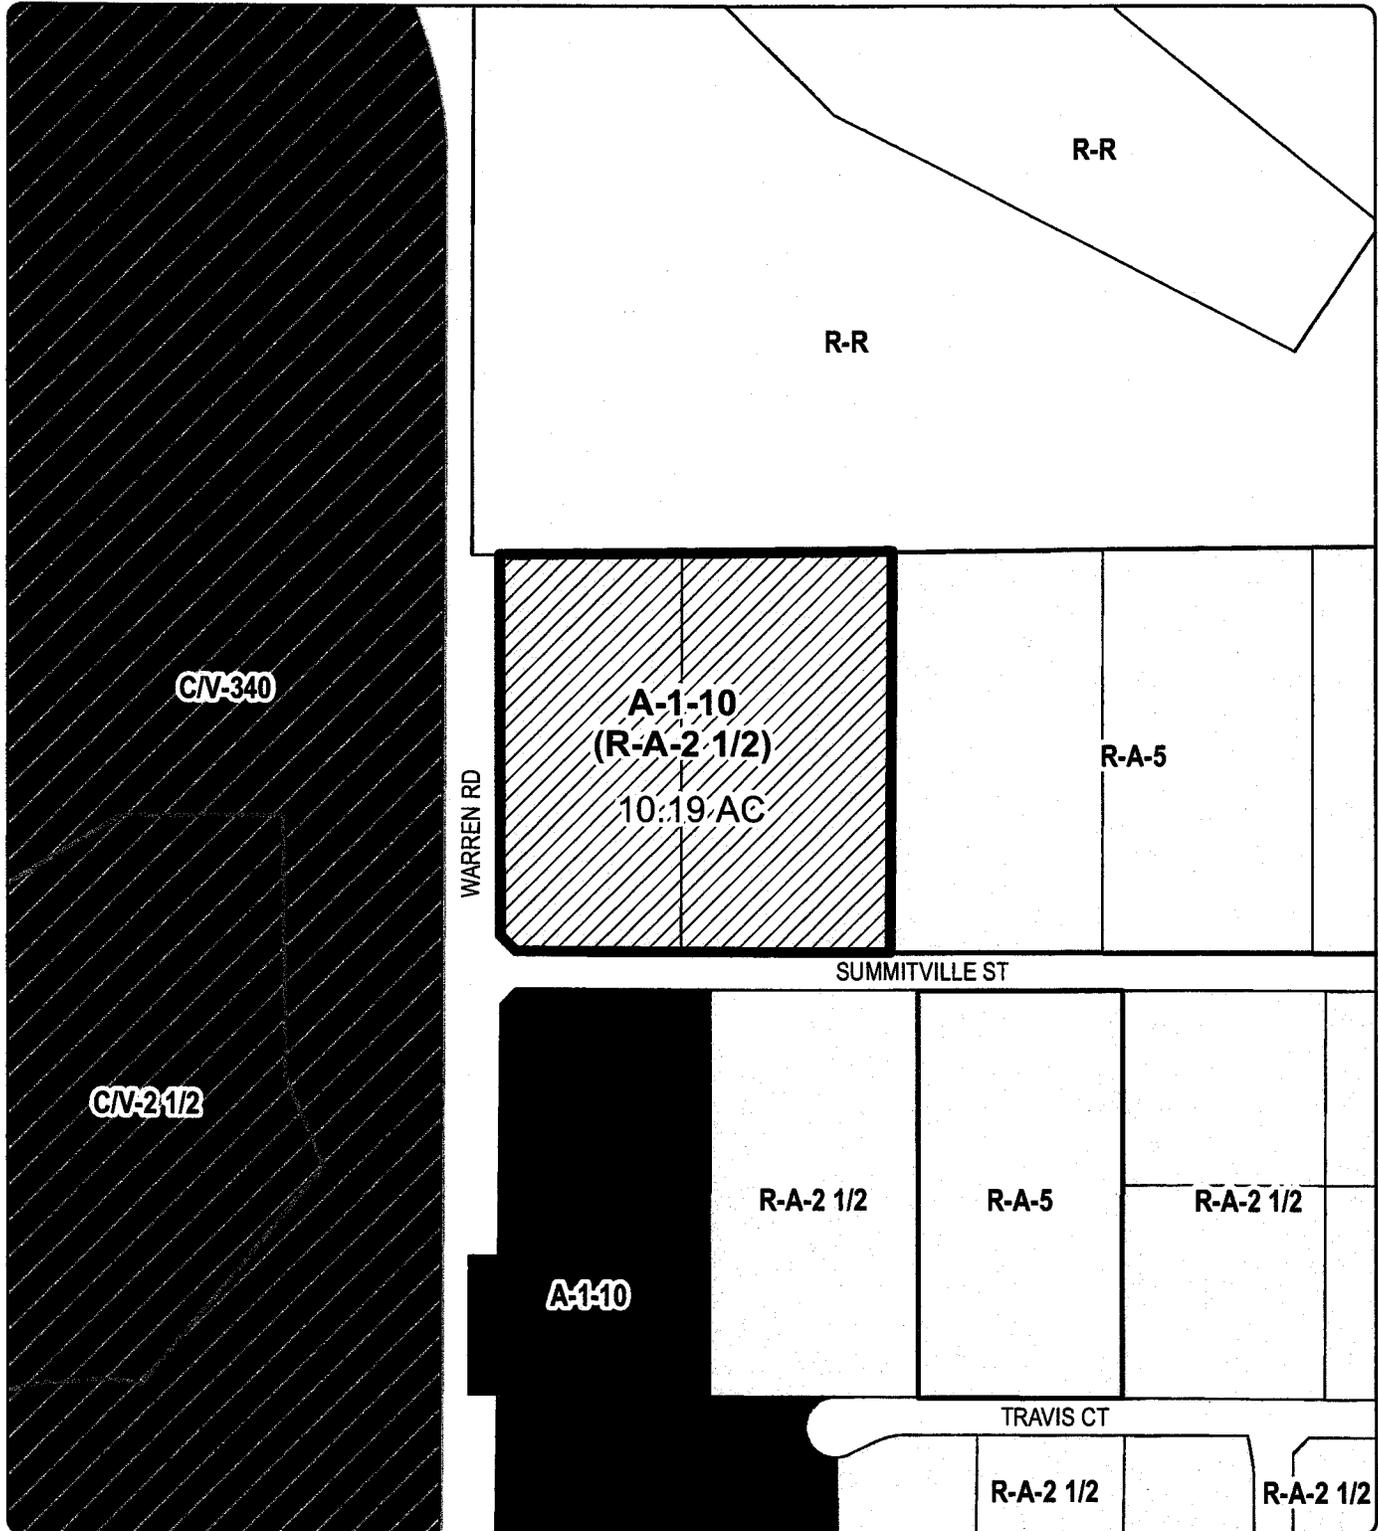 R-R
R-R
C/V-340
A-1-10
(R-A-2 1/2)
10.19 AC
R-A-5
WARREN RD
SUMMITVILLE ST
C/V-2 1/2
R-A-2 1/2
R-A-5
R-A-2 1/2
A-1-10
TRAVIS CT
R-A-2 1/2
R-A-2 1/2